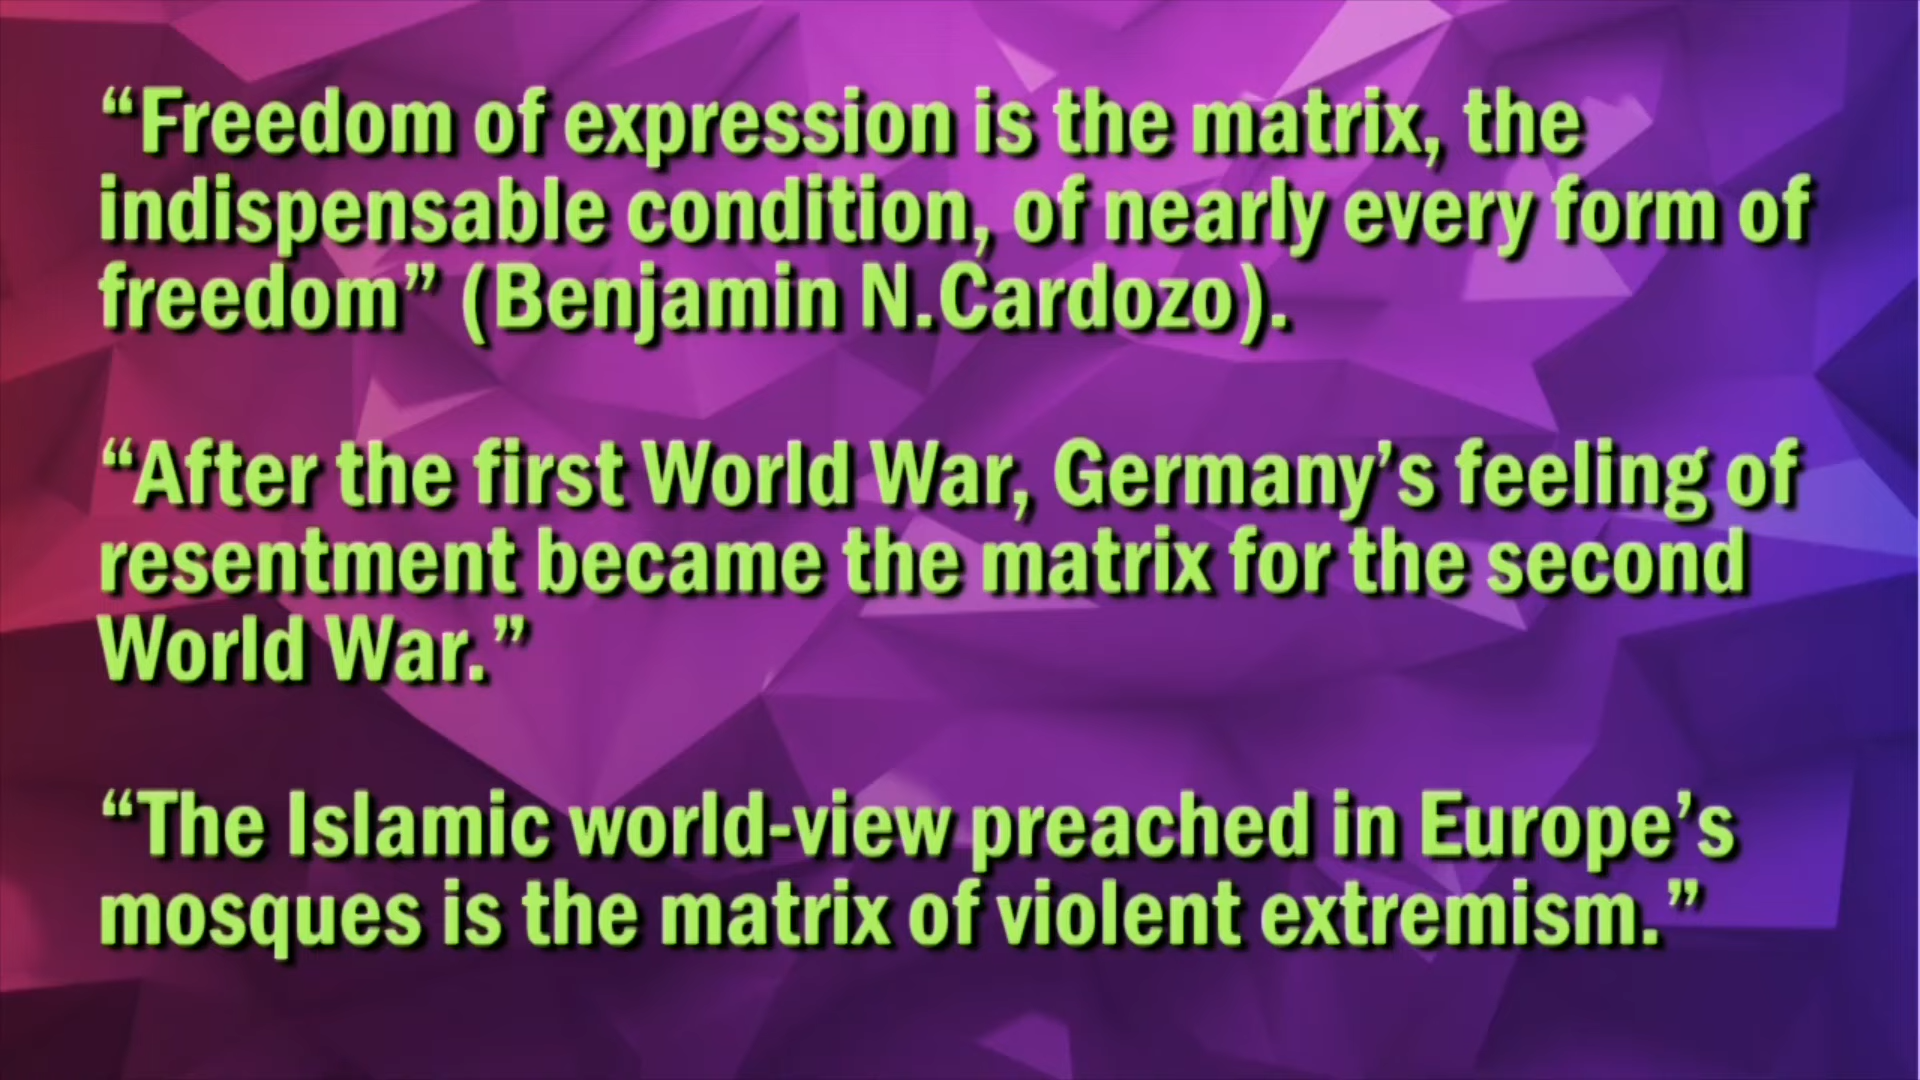 “Freedom of expression is the matrix, the
indispensable condition, of nearly every form of
freedom” (Benjamin N.Cardozo).
“After the first World War, Germany’s feeling of
resentment became the matrix for the second
World War.”
“The Islamic world-view preached in Europe’s
mosques is the matrix of violent extremism.”